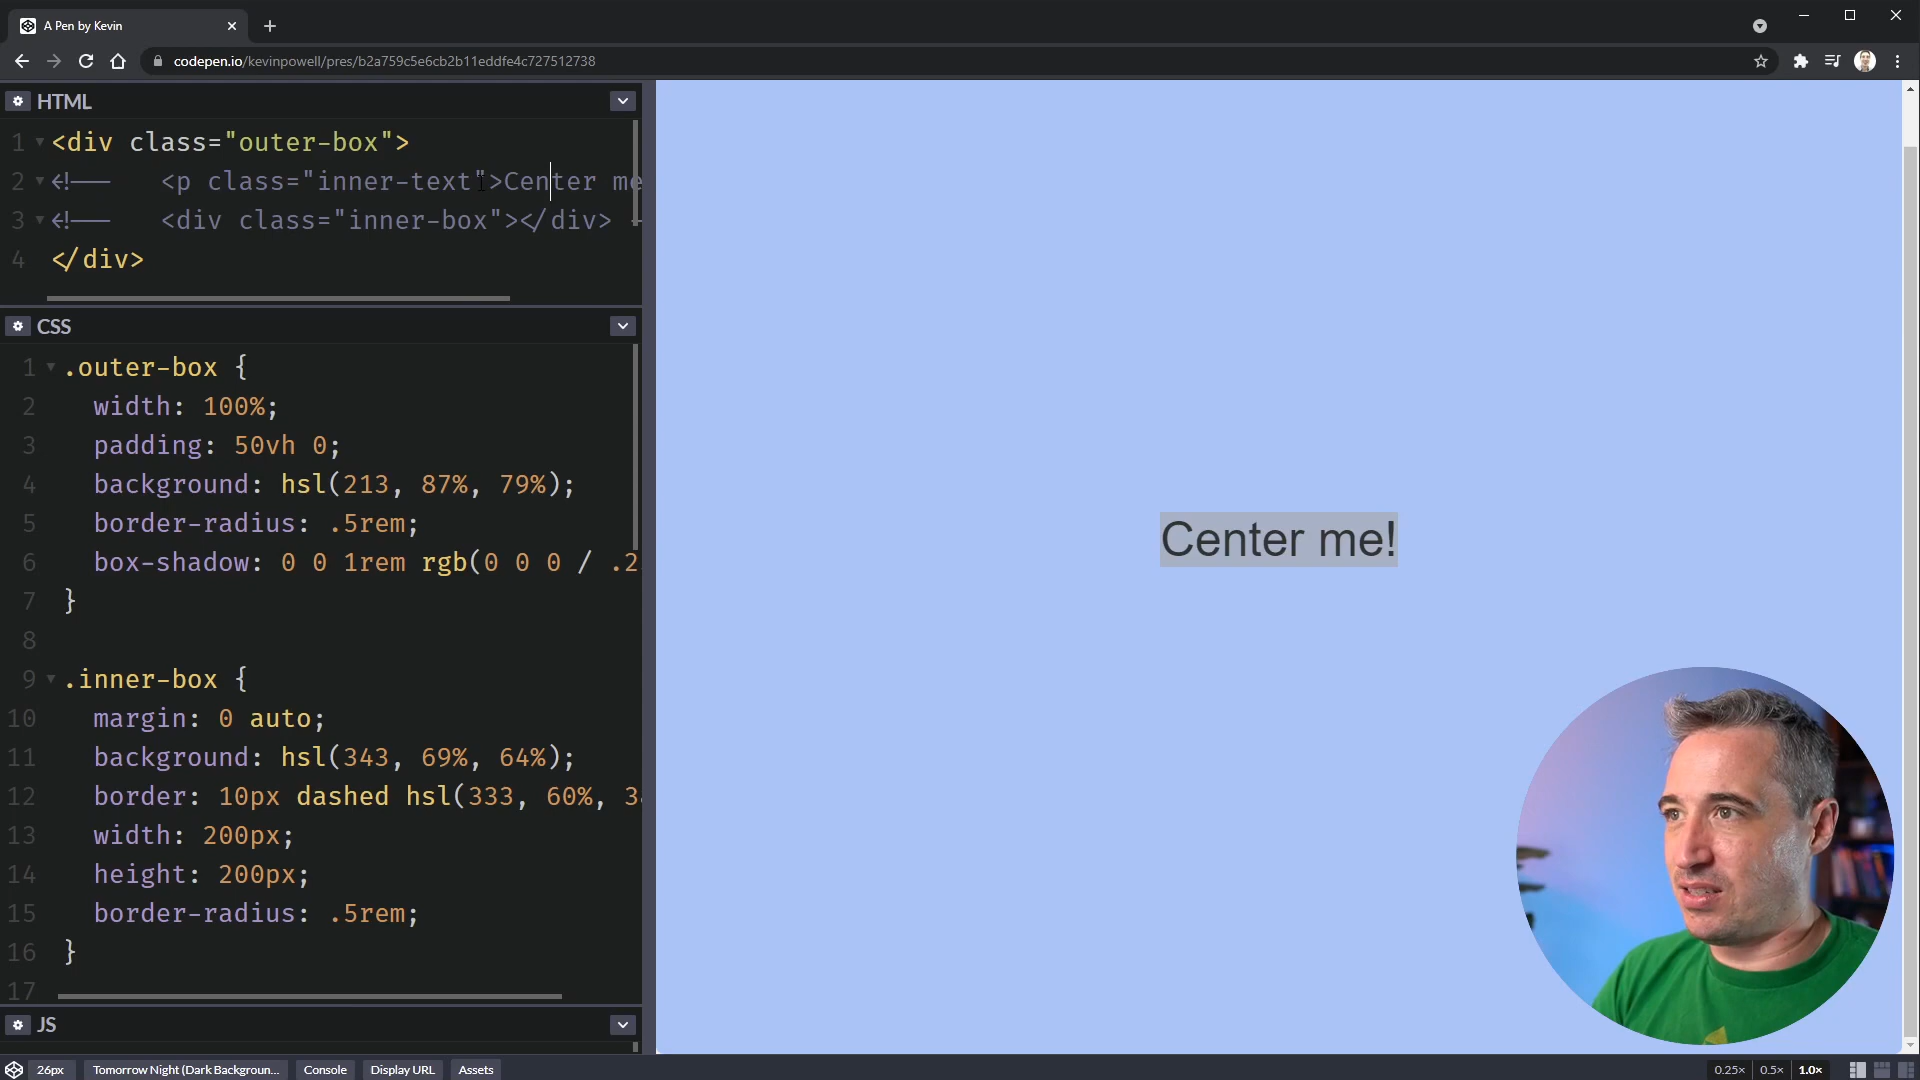 A Pen by Kevin
codepen.io/kevinpowell/pres/b2a759c5e6cb2b11eddfe4c727512738
HTML
1 <div class="outer-box">
2 <!-- <p class="inner-text">Center me
3 <!-- <div class="inner-box"></div> -
4 </div>
CSS
1 .outer-box {
2 width: 100%;
3 padding: 50vh 0;
4 background: hsl(213, 87%, 79%);
5 border-radius: .5rem;
6 box-shadow: 0 0 1rem rgb(0 0 0 / .2
7 }
8
9 .inner-box {
10 margin: 0 auto;
11 background: hsl(343, 69%, 64%);
12 border: 10px dashed hsl(333, 60%, 3
13 width: 200px;
14 height: 200px;
15 border-radius: .5rem;
16 }
17
JS
Center me!
26px Tomorrow Night (Dark Backgroun... Console Display URL Assets
0.25× 0.5× 1.0×